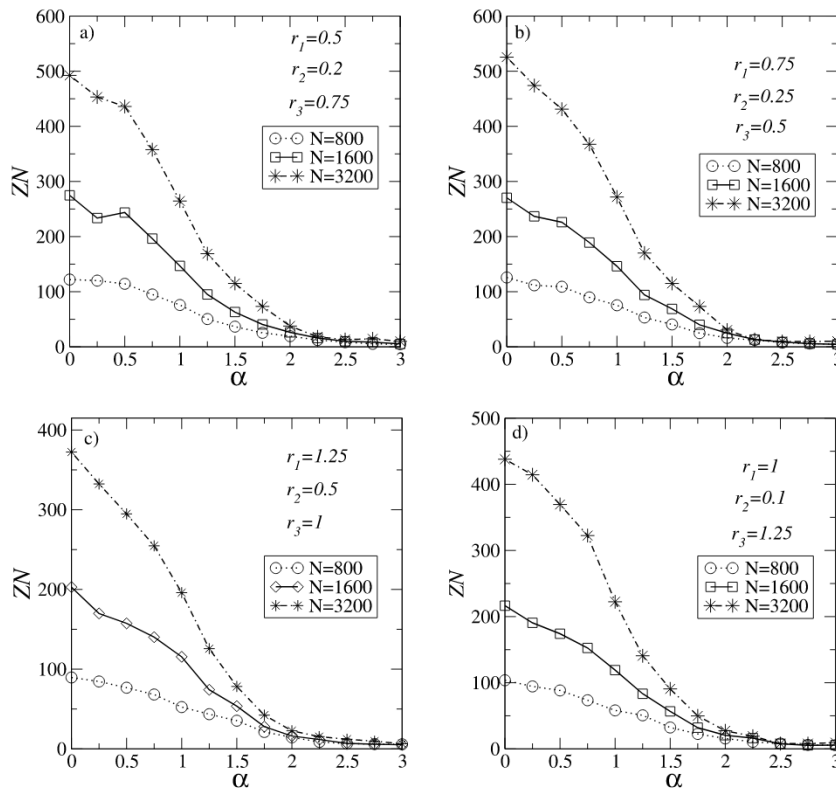 a)
r1=0.5
r2=0.2
r3=0.75
N=800
N=1600
N=3200
600
500
400
300
200
100
0
ZN
0 0.5 1 1.5 2 2.5 3
α
b)
r1=0.75
r2=0.25
r3=0.5
N=800
N=1600
N=3200
600
500
400
300
200
100
0
ZN
0 0.5 1 1.5 2 2.5 3
α
c)
r1=1.25
r2=0.5
r3=1
N=800
N=1600
N=3200
400
300
200
100
0
ZN
0 0.5 1 1.5 2 2.5 3
α
d)
r1=1
r2=0.1
r3=1.25
N=800
N=1600
N=3200
500
400
300
200
100
0
ZN
0 0.5 1 1.5 2 2.5 3
α